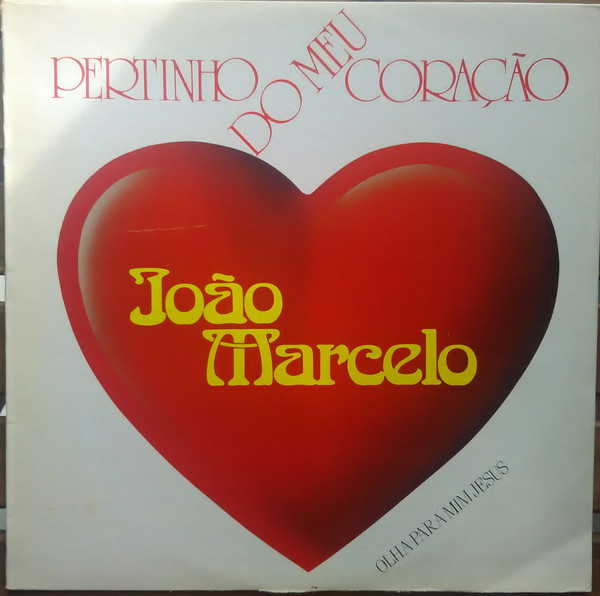 PERTINHO DO MEU CORAÇÃO
João
Marcelo
OLHA PARA MIM JESUS